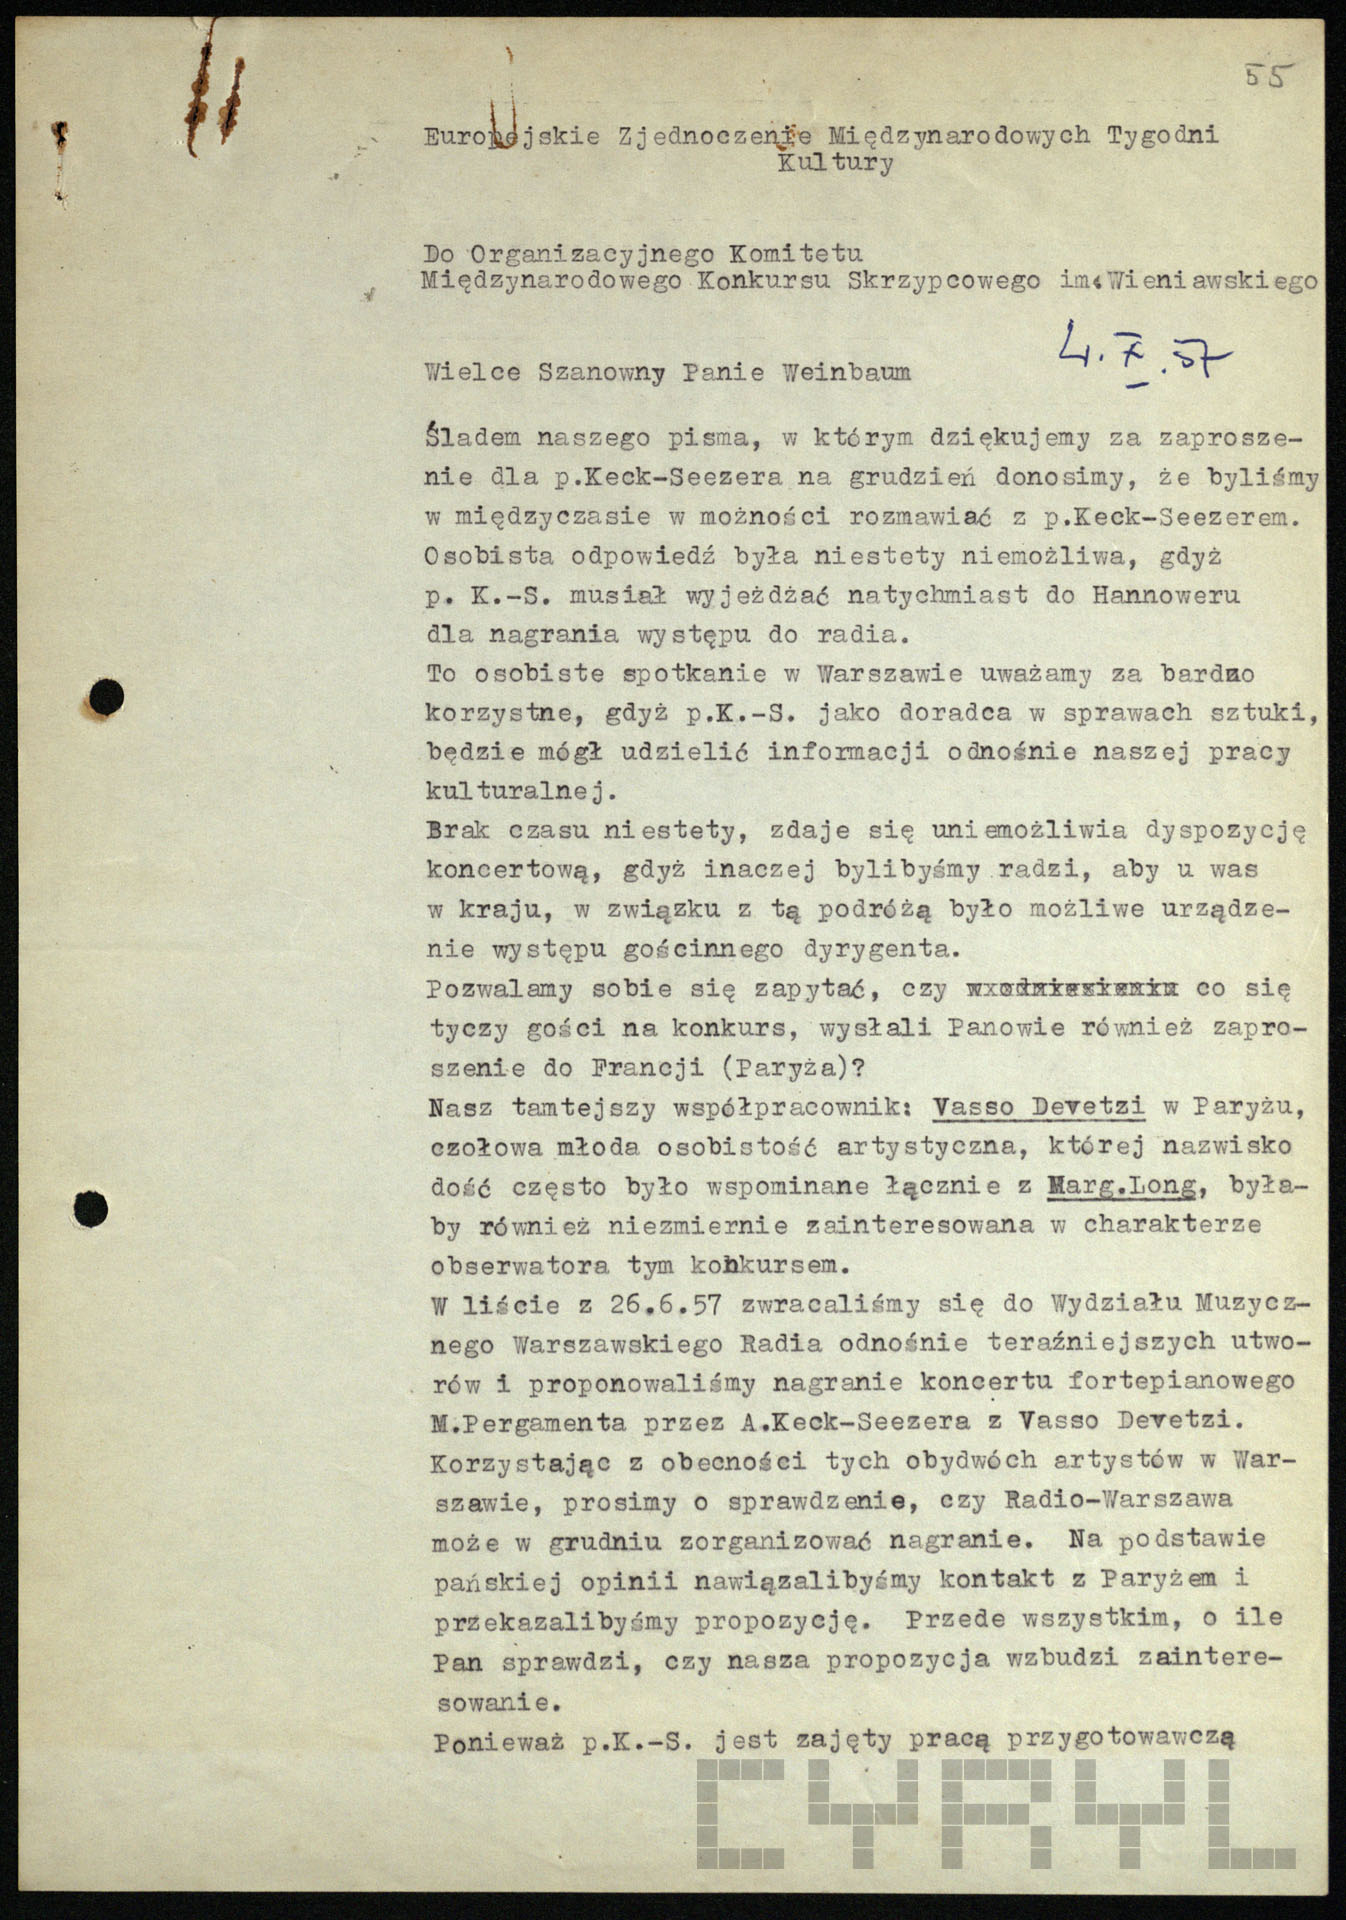 55
Europejskie Zjednoczenie Międzynarodowych Tygodni
Kultury
Do Organizacyjnego Komitetu
Międzynarodowego Konkursu Skrzypcowego im.Wieniawskiego
4.X.57
Wielce Szanowny Panie Weinbaum
Śladem naszego pisma, w którym dziękujemy za zaprosze-
nie dla p.Keck-Seezera na grudzień donosimy, że byliśmy
w międzyczasie w możności rozmawiać z p.Keck-Seezerem.
Osobista odpowiedź była niestety niemożliwa, gdyż
p. K.-S. musiał wyjeżdżać natychmiast do Hannoweru
dla nagrania występu do radia.
To osobiste spotkanie w Warszawie uważamy za bardzo
korzystne, gdyż p.K.-S. jako doradca w sprawach sztuki,
będzie mógł udzielić informacji odnośnie naszej pracy
kulturalnej.
Brak czasu niestety, zdaje się uniemożliwia dyspozycję
koncertową, gdyż inaczej bylibyśmy radzi, aby u was
w kraju, w związku z tą podróżą było możliwe urządze-
nie występu gościnnego dyrygenta.
Pozwalamy sobie się zapytać, czy co się
tyczy gości na konkurs, wysłali Panowie również zapro-
szenie do Francji (Paryża)?
Nasz tamtejszy współpracownik: Vasso Devetzi w Paryżu,
czołowa młoda osobistość artystyczna, której nazwisko
dość często było wspominane łącznie z Marg.Long, była-
by również niezmiernie zainteresowana w charakterze
obserwatora tym konkursem.
W liście z 26.6.57 zwracaliśmy się do Wydziału Muzycz-
nego Warszawskiego Radia odnośnie teraźniejszych utwo-
rów i proponowaliśmy nagranie koncertu fortepianowego
M.Pergamenta przez A.Keck-Seezera z Vasso Devetzi.
Korzystając z obecności tych obydwóch artystów w War-
szawie, prosimy o sprawdzenie, czy Radio-Warszawa
może w grudniu zorganizować nagranie. Na podstawie
pańskiej opinii nawiązalibyśmy kontakt z Paryżem i
przekazalibyśmy propozycję. Przede wszystkim, o ile
Pan sprawdzi, czy nasza propozycja wzbudzi zaintere-
sowanie.
Ponieważ p.K.-S. jest zajęty pracą przygotowawczą
CYRYL